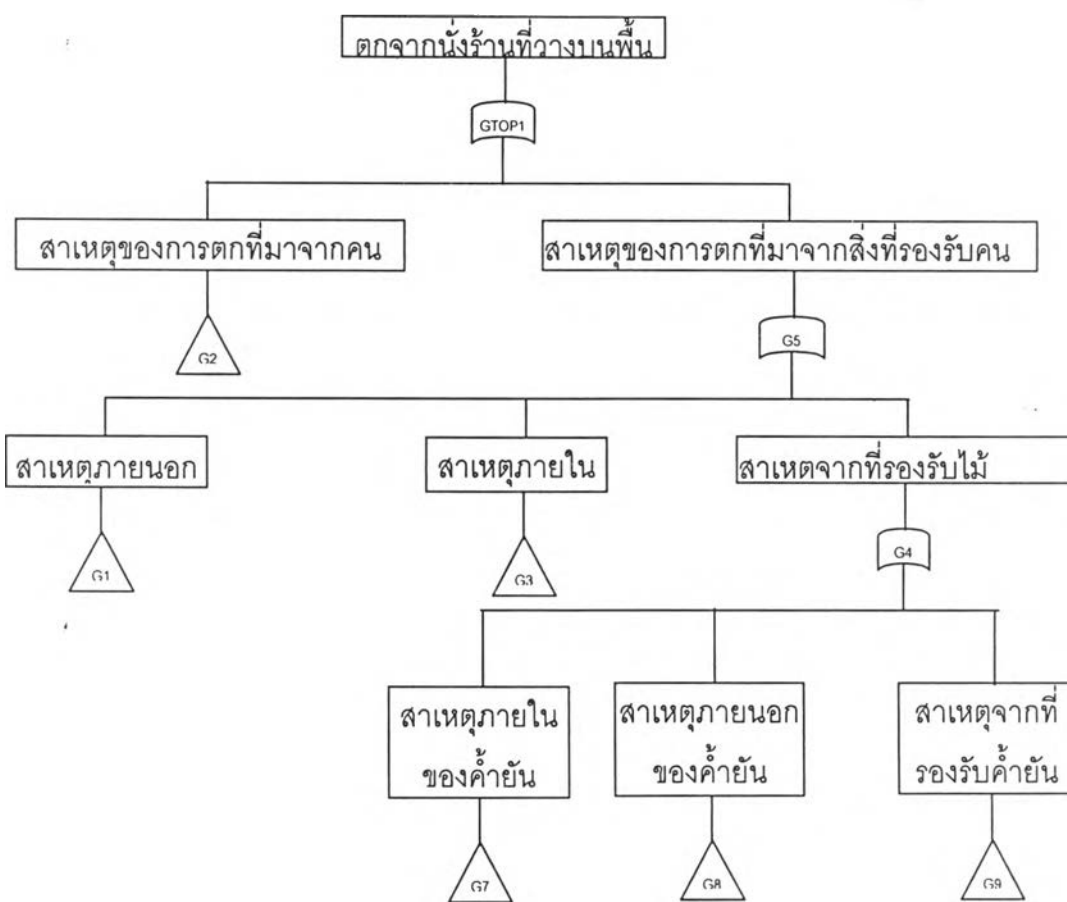 ตกจากนั่งร้านที่วางบนพื้น
GTOP1
สาเหตุของการตกที่มาจากคน
สาเหตุของการตกที่มาจากสิ่งที่รองรับคน
G2
G5
สาเหตุภายนอก
สาเหตุภายใน
สาเหตจากที่รองรับไม้
G1
G3
G4
สาเหตุภายใน
ของค้ำยัน
สาเหตุภายนอก
ของค้ำยัน
สาเหตุจากที่
รองรับค้ำยัน
G7
G8
G9